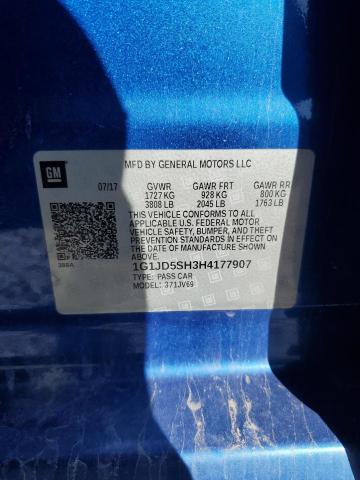 GM
MFD BY GENERAL MOTORS LLC
07/17 GVWR GAWR FRT GAWR RR
1727 KG 928 KG 800 KG
3808 LB 2045 LB 1763 LB
THIS VEHICLE CONFORMS TO ALL
APPLICABLE U.S. FEDERAL MOTOR
VEHICLE SAFETY, BUMPER, AND THEFT
PREVENTION STANDARDS IN EFFECT ON
THE DATE OF MANUFACTURE SHOWN
ABOVE.
1G1JD5SH3H4177907
TYPE: PASS CAR
MODEL: 371JV69